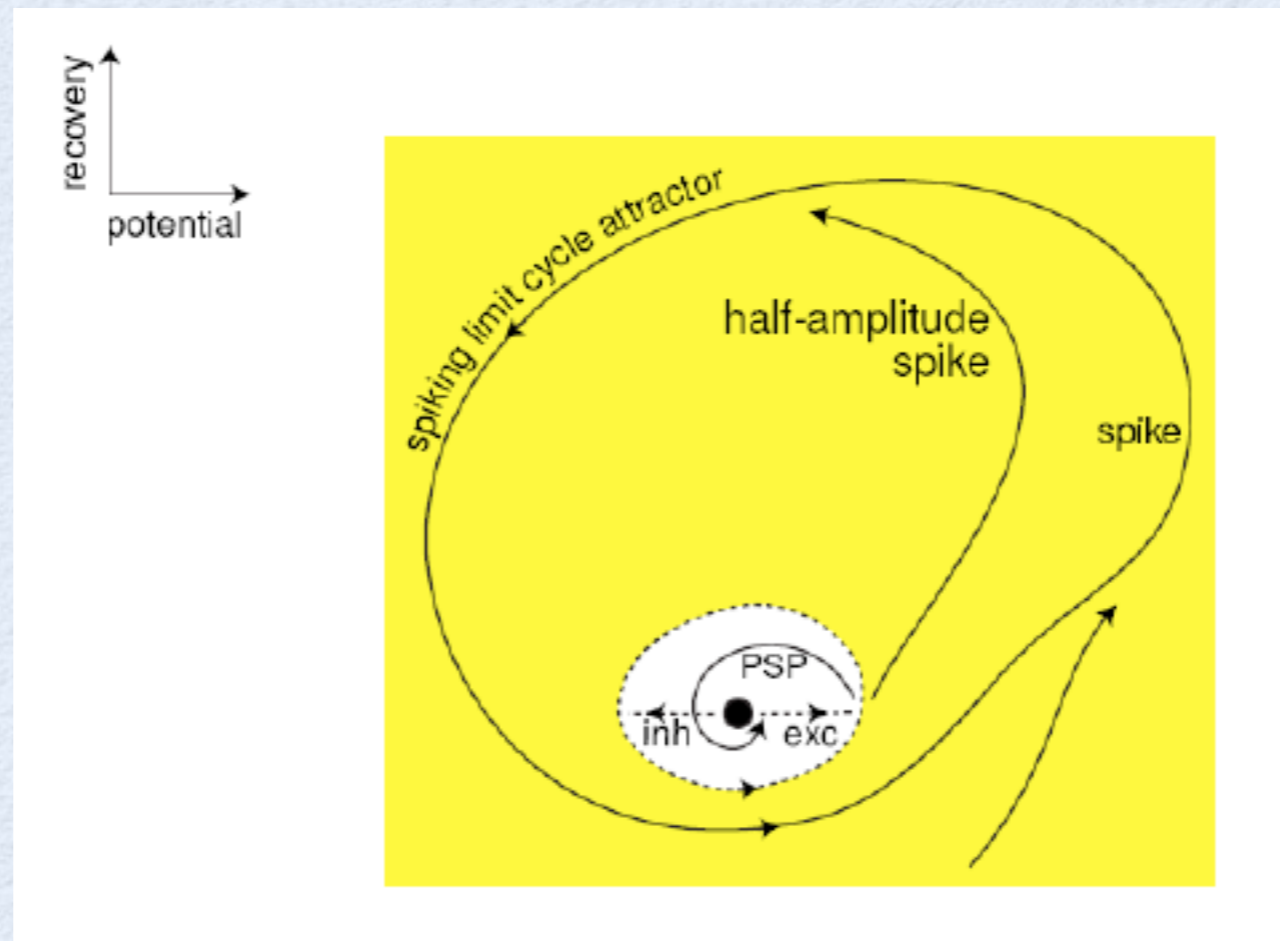 recovery
potential
spiking limit cycle attractor
half-amplitude
spike
spike
PSP
inh
exc